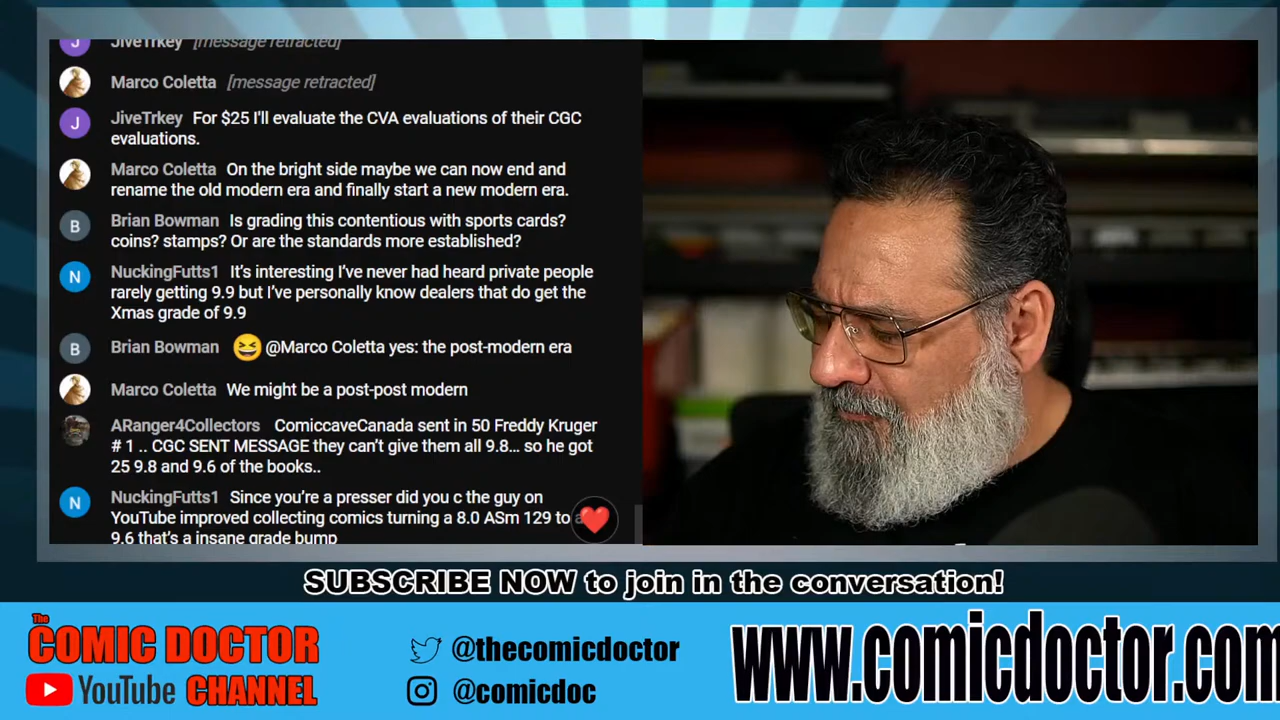 JiveTrkey [message retracted]
Marco Coletta [message retracted]
J
JiveTrkey For $25 I'll evaluate the CVA evaluations of their CGC
evaluations.
Marco Coletta On the bright side maybe we can now end and
rename the old modern era and finally start a new modern era.
B
Brian Bowman Is grading this contentious with sports cards?
coins? stamps? Or are the standards more established?
N
NuckingFutts1 It's interesting I've never had heard private people
rarely getting 9.9 but I've personally know dealers that do get the
Xmas grade of 9.9
B
Brian Bowman @Marco Coletta yes: the post-modern era
Marco Coletta We might be a post-post modern
ARanger4Collectors ComiccaveCanada sent in 50 Freddy Kruger
# 1 .. CGC SENT MESSAGE they can't give them all 9.8... so he got
25 9.8 and 9.6 of the books..
N
NuckingFutts1 Since you're a presser did you c the guy on
YouTube improved collecting comics turning a 8.0 ASm 129 to a
9.6 that's a insane grade bump
SUBSCRIBE NOW to join in the conversation!
The
COMIC DOCTOR
YouTube CHANNEL
@thecomicdoctor
@comicdoc
www.comicdoctor.com